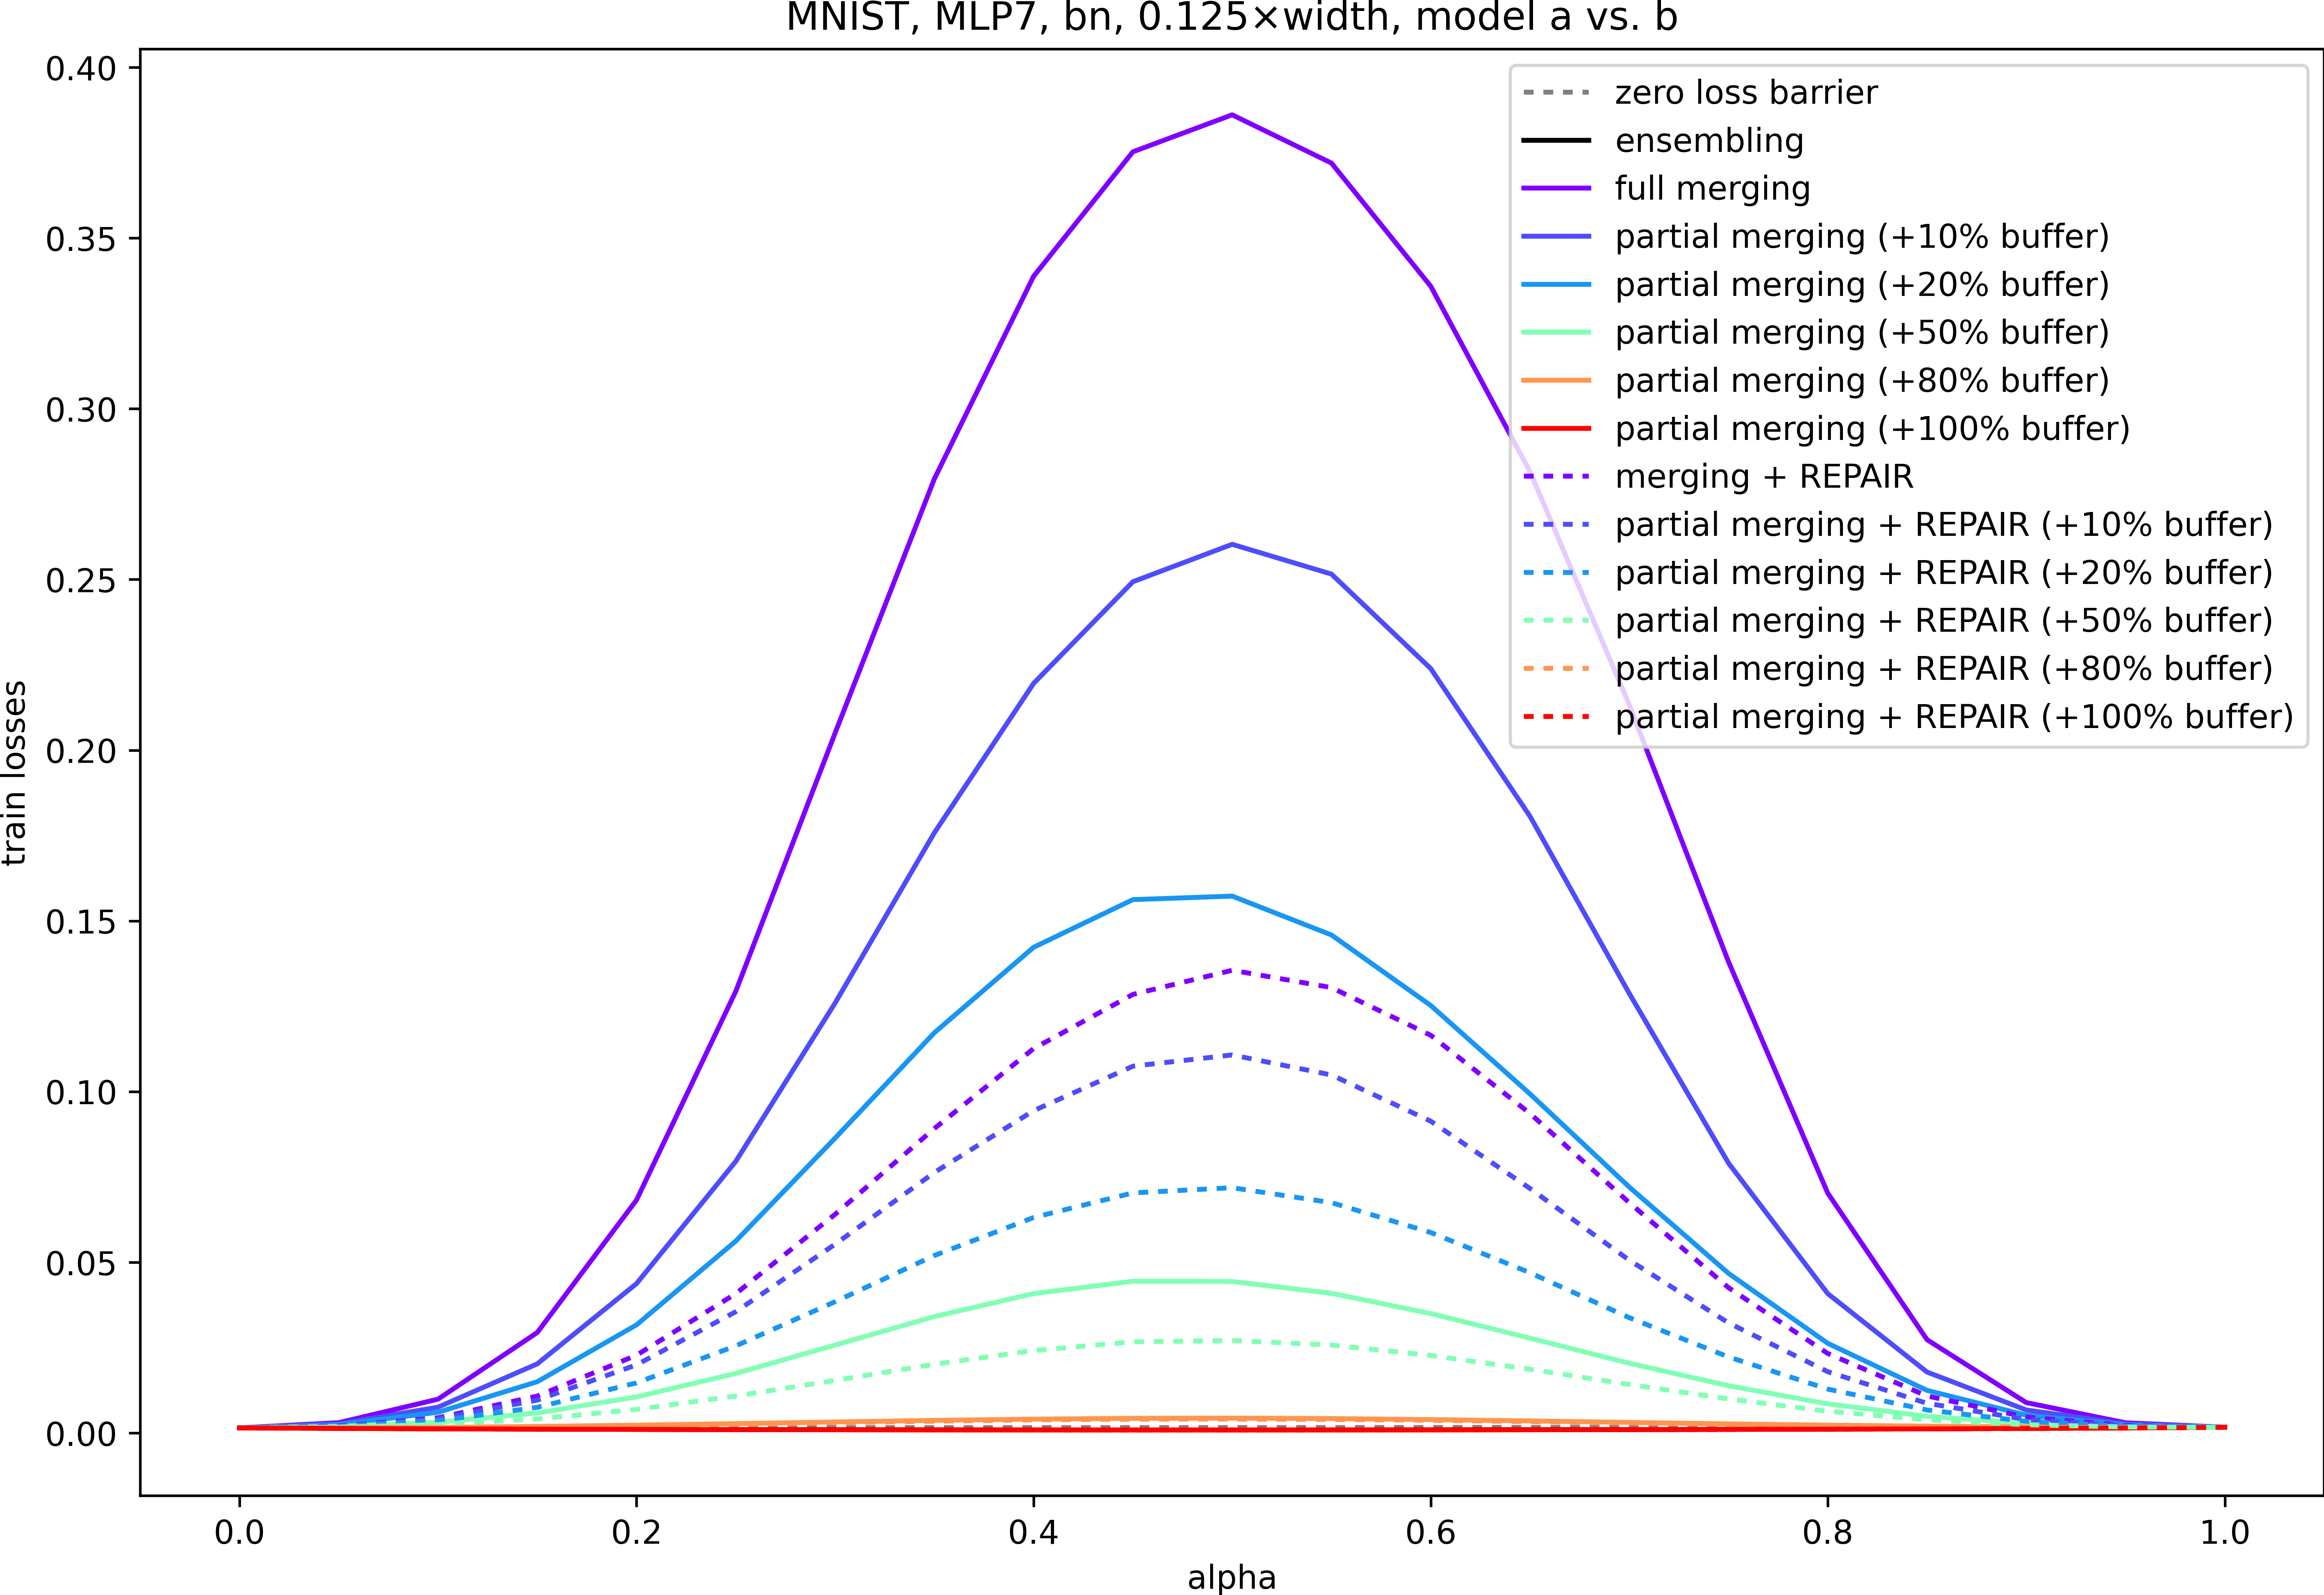 MNIST, MLP7, bn, 0.125×width, model a vs. b
train losses
0.40
0.35
0.30
0.25
0.20
0.15
0.10
0.05
0.00
zero loss barrier
ensembling
full merging
partial merging (+10% buffer)
partial merging (+20% buffer)
partial merging (+50% buffer)
partial merging (+80% buffer)
partial merging (+100% buffer)
merging + REPAIR
partial merging + REPAIR (+10% buffer)
partial merging + REPAIR (+20% buffer)
partial merging + REPAIR (+50% buffer)
partial merging + REPAIR (+80% buffer)
partial merging + REPAIR (+100% buffer)
0.0 0.2 0.4 0.6 0.8 1.0
alpha